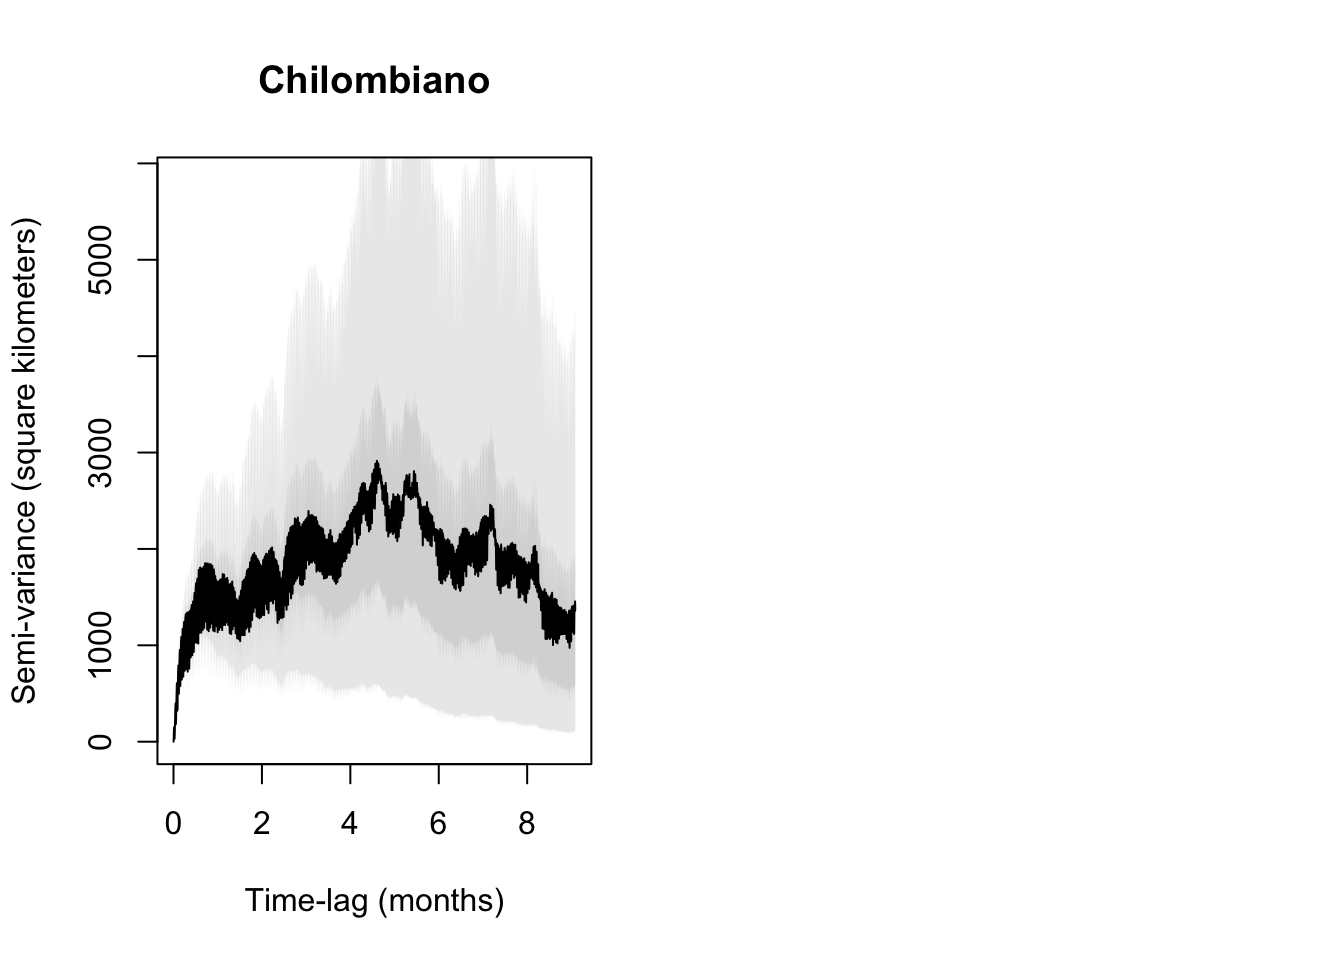 Chilombiano
Semi-variance (square kilometers)
5000
3000
1000
0
0 2 4 6 8
Time-lag (months)